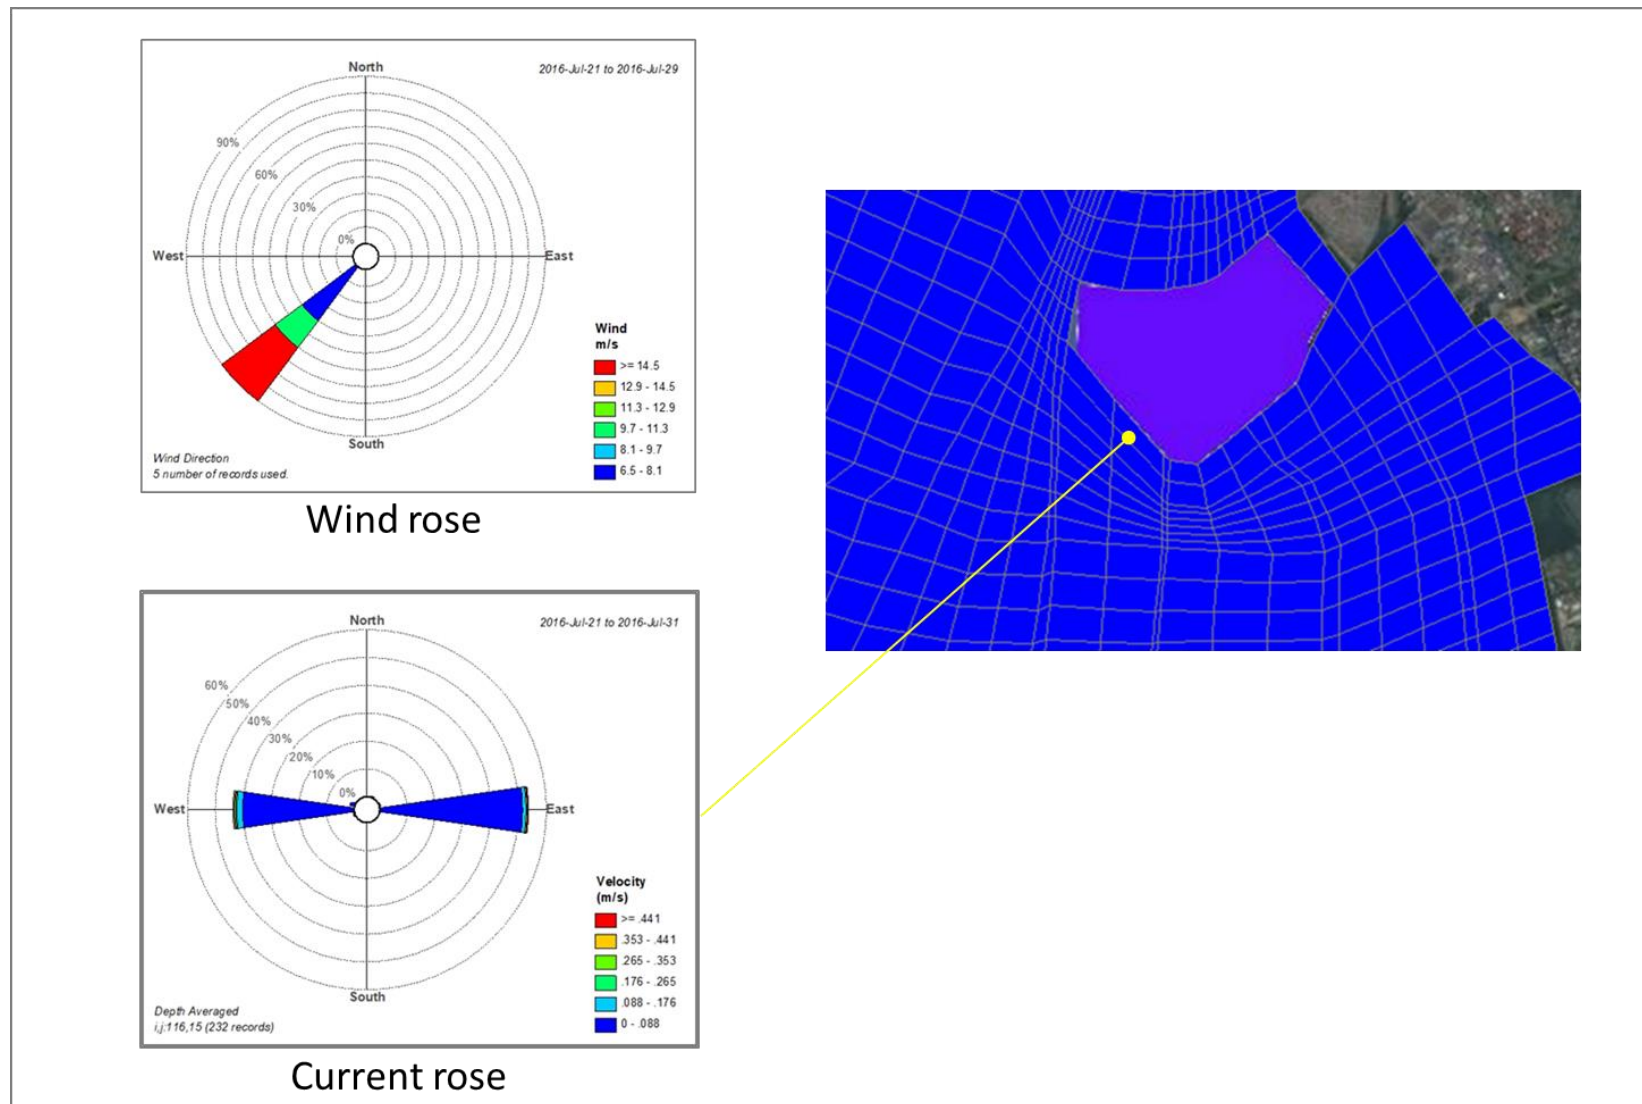 North
2016-Jul-21 to 2016-Jul-29
90%
60%
30%
0%
West
East
South
Wind
m/s
>= 14.5
12.9 - 14.5
11.3 - 12.9
9.7 - 11.3
8.1 - 9.7
6.5 - 8.1
Wind Direction
5 number of records used.
Wind rose
North
2016-Jul-21 to 2016-Jul-31
60%
50%
40%
30%
20%
10%
0%
West
East
South
Velocity
(m/s)
>= .441
.353 - .441
.265 - .353
.176 - .265
.088 - .176
0 - .088
Depth Averaged
i,j:116,15 (232 records)
Current rose